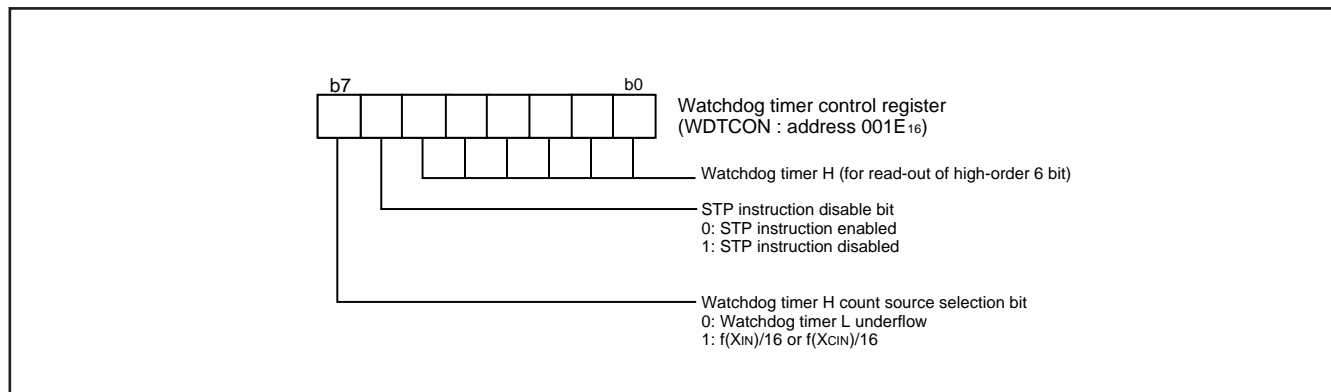 b7 b0
Watchdog timer control register
(WDTCON : address 001E16)
Watchdog timer H (for read-out of high-order 6 bit)
STP instruction disable bit
0: STP instruction enabled
1: STP instruction disabled
Watchdog timer H count source selection bit
0: Watchdog timer L underflow
1: f(XIN)/16 or f(XCIN)/16